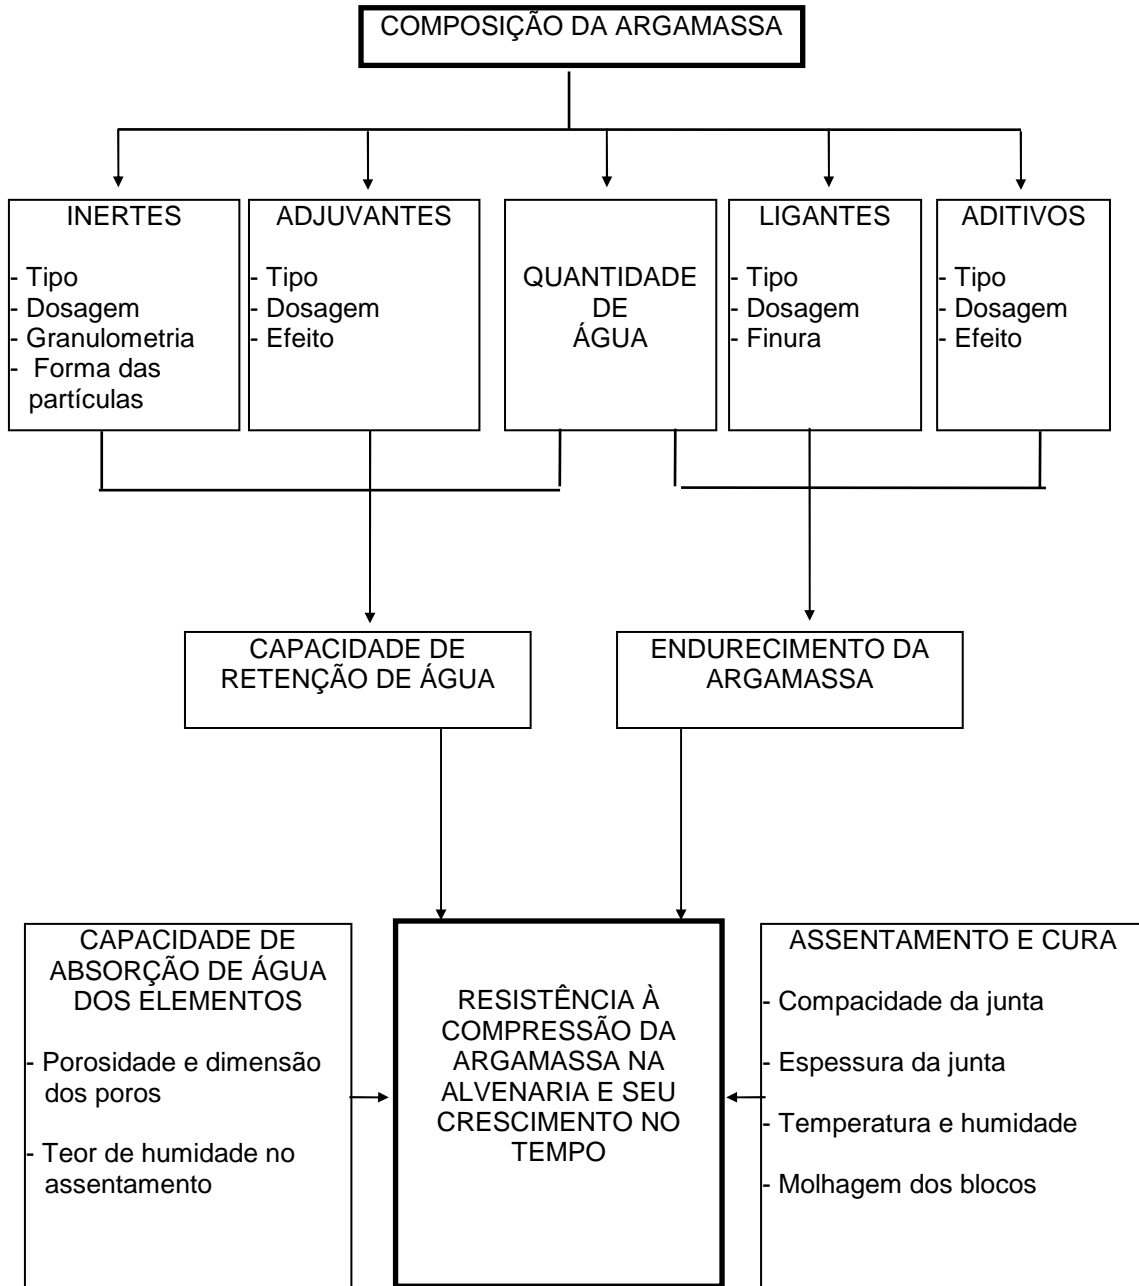 COMPOSIÇÃO DA ARGAMASSA
INERTES
- Tipo
- Dosagem
- Granulometria
- Forma das
partículas
ADJUVANTES
- Tipo
- Dosagem
- Efeito
QUANTIDADE
DE
ÁGUA
LIGANTES
- Tipo
- Dosagem
- Finura
ADITIVOS
- Tipo
- Dosagem
- Efeito
CAPACIDADE DE
RETENÇÃO DE ÁGUA
ENDURECIMENTO DA
ARGAMASSA
CAPACIDADE DE
ABSORÇÃO DE ÁGUA
DOS ELEMENTOS
- Porosidade e dimensão
dos poros
- Teor de humidade no
assentamento
RESISTÊNCIA À
COMPRESSÃO DA
ARGAMASSA NA
ALVENARIA E SEU
CRESCIMENTO NO
TEMPO
ASSENTAMENTO E CURA
- Compacidade da junta
- Espessura da junta
- Temperatura e humidade
- Molhagem dos blocos